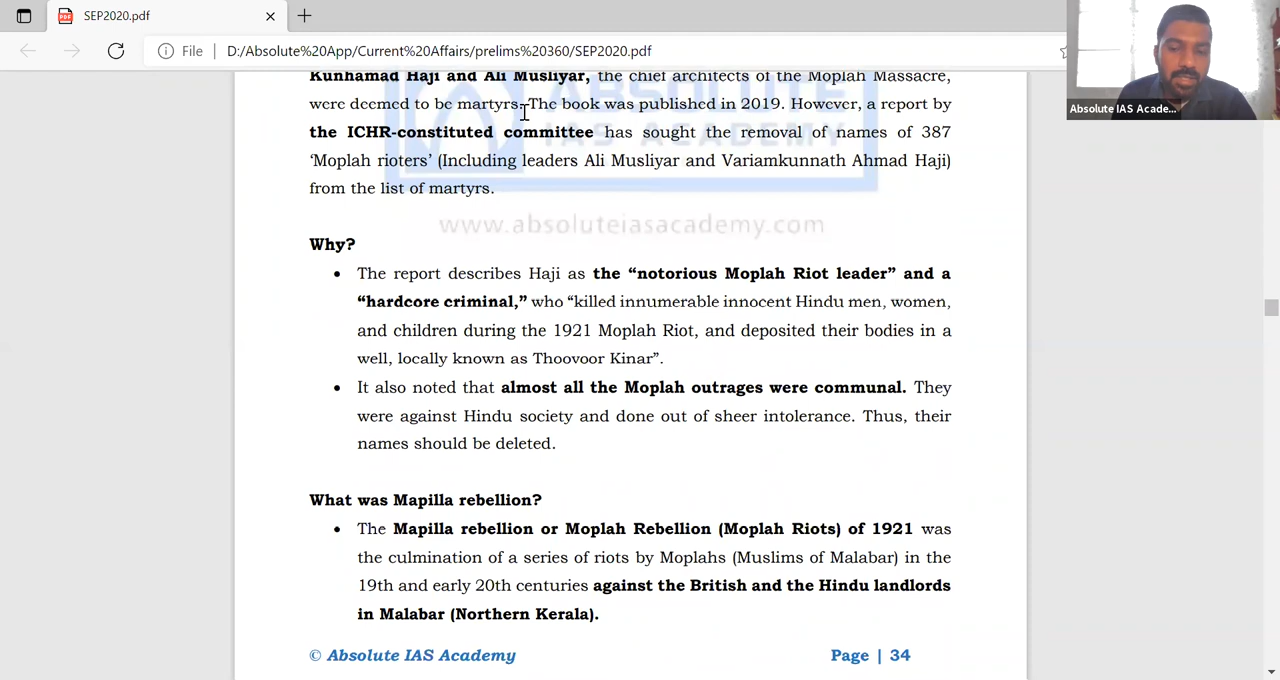 SEP2020.pdf
File
D:/Absolute%20App/Current%20Affairs/prelims%20360/SEP2020.pdf
Absolute IAS Acade...
Kunhamad Haji and Ali Musliyar, the chief architects of the Moplah Massacre,
were deemed to be martyrs. The book was published in 2019. However, a report by
the ICHR-constituted committee has sought the removal of names of 387
‘Moplah rioters’ (Including leaders Ali Musliyar and Variamkunnath Ahmad Haji)
from the list of martyrs.
ABSOLUTE
IAS ACADEMY
www.absoluteiasacademy.com
Why?
• The report describes Haji as the “notorious Moplah Riot leader” and a
“hardcore criminal,” who “killed innumerable innocent Hindu men, women,
and children during the 1921 Moplah Riot, and deposited their bodies in a
well, locally known as Thoovoor Kinar”.
• It also noted that almost all the Moplah outrages were communal. They
were against Hindu society and done out of sheer intolerance. Thus, their
names should be deleted.
What was Mapilla rebellion?
• The Mapilla rebellion or Moplah Rebellion (Moplah Riots) of 1921 was
the culmination of a series of riots by Moplahs (Muslims of Malabar) in the
19th and early 20th centuries against the British and the Hindu landlords
in Malabar (Northern Kerala).
© Absolute IAS Academy
Page | 34